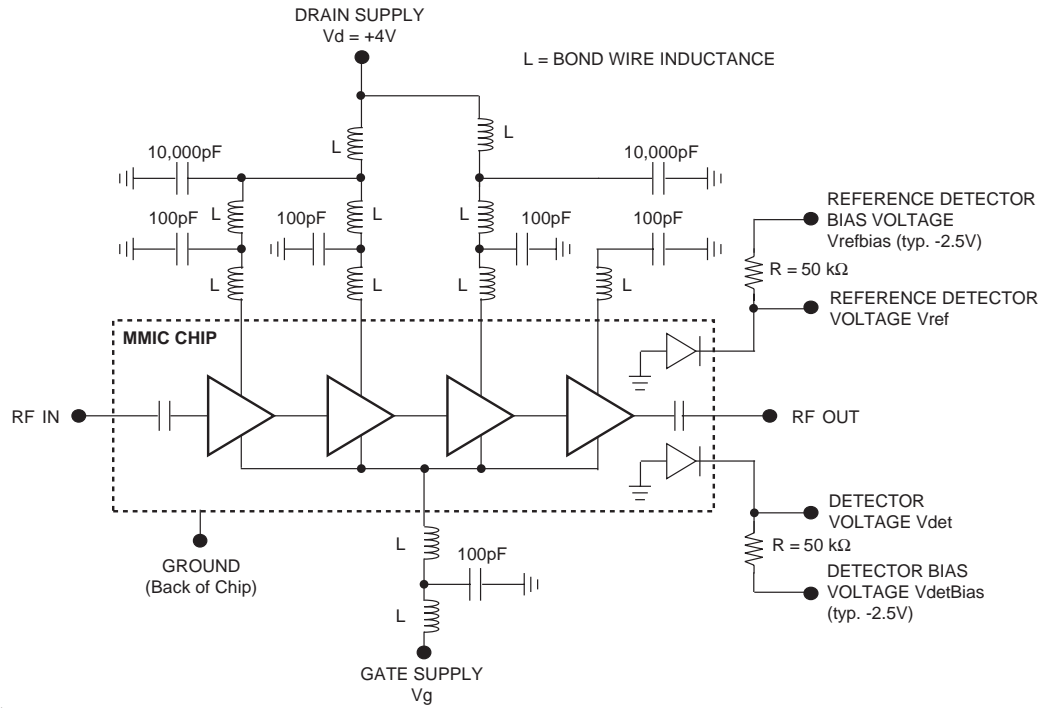 DRAIN SUPPLY
Vd = +4V
L = BOND WIRE INDUCTANCE
L
L
10,000pF
10,000pF
L
L
L
100pF
100pF
100pF
100pF
L
L
L
L
REFERENCE DETECTOR
BIAS VOLTAGE
Vrefbias (typ. -2.5V)
R = 50 kΩ
REFERENCE DETECTOR
VOLTAGE Vref
MMIC CHIP
RF IN
RF OUT
DETECTOR
VOLTAGE Vdet
R = 50 kΩ
DETECTOR BIAS
VOLTAGE VdetBias
(typ. -2.5V)
GROUND
(Back of Chip)
L
100pF
L
GATE SUPPLY
Vg